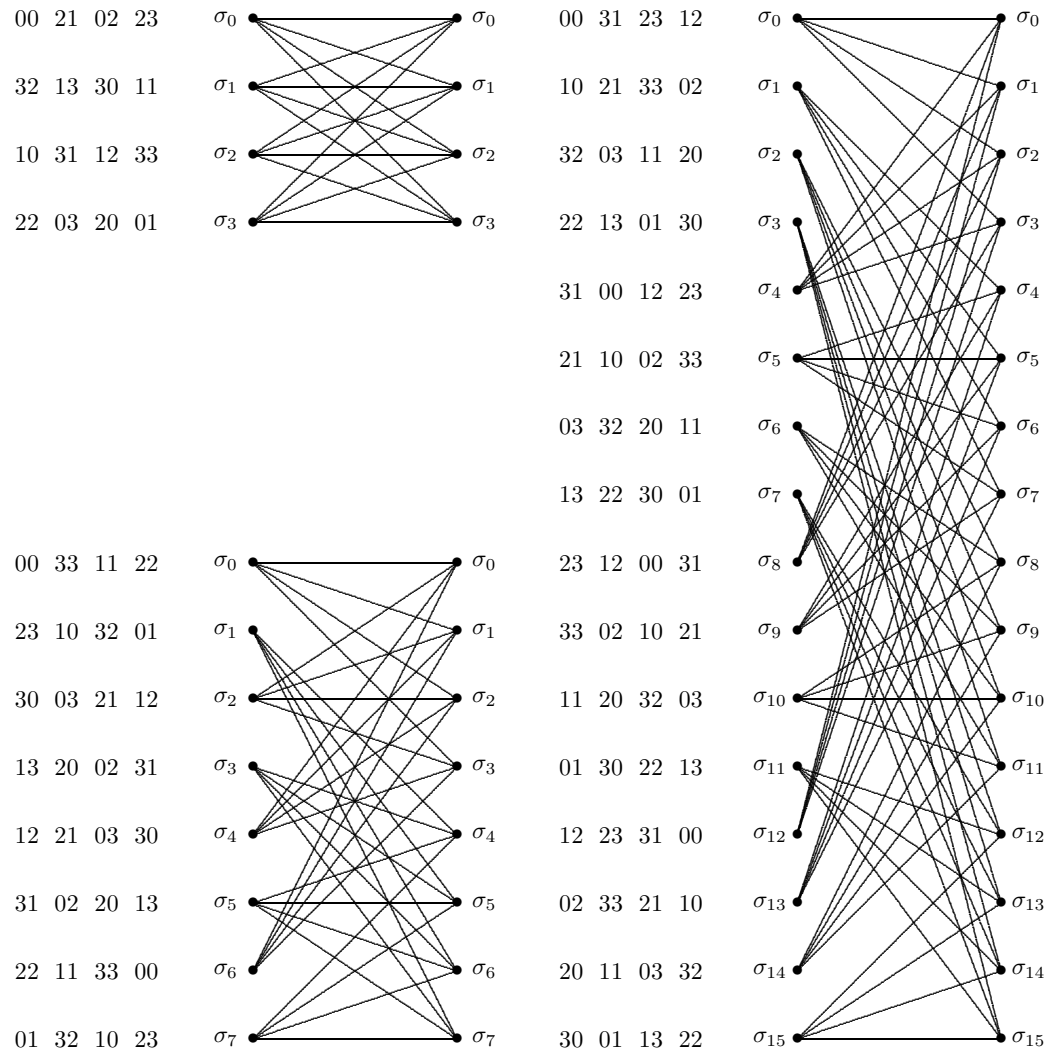 00 21 02 23 σ0 σ0
32 13 30 11 σ1 σ1
10 31 12 33 σ2 σ2
22 03 20 01 σ3 σ3
00 33 11 22 σ0 σ0
23 10 32 01 σ1 σ1
30 03 21 12 σ2 σ2
13 20 02 31 σ3 σ3
12 21 03 30 σ4 σ4
31 02 20 13 σ5 σ5
22 11 33 00 σ6 σ6
01 32 10 23 σ7 σ7
00 31 23 12 σ0 σ0
10 21 33 02 σ1 σ1
32 03 11 20 σ2 σ2
22 13 01 30 σ3 σ3
31 00 12 23 σ4 σ4
21 10 02 33 σ5 σ5
03 32 20 11 σ6 σ6
13 22 30 01 σ7 σ7
23 12 00 31 σ8 σ8
33 02 10 21 σ9 σ9
11 20 32 03 σ10 σ10
01 30 22 13 σ11 σ11
12 23 31 00 σ12 σ12
02 33 21 10 σ13 σ13
20 11 03 32 σ14 σ14
30 01 13 22 σ15 σ15